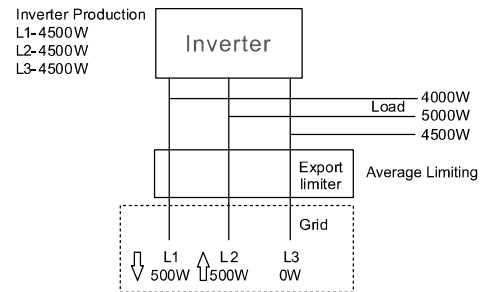 Inverter Production
L1-4500W
L2-4500W
L3-4500W
Inverter
4000W
Load
5000W
4500W
Export
limiter
Average Limiting
Grid
L1 L2 L3
500W 500W 0W